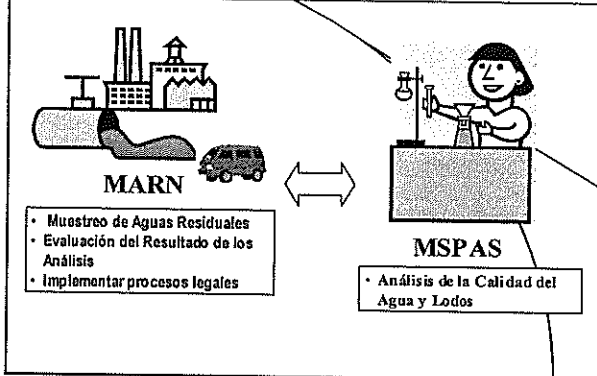 MARN
• Muestreo de Aguas Residuales
• Evaluación del Resultado de los
Análisis
• Implementar procesos legales
MSPAS
• Análisis de la Calidad del
Agua y Lodos